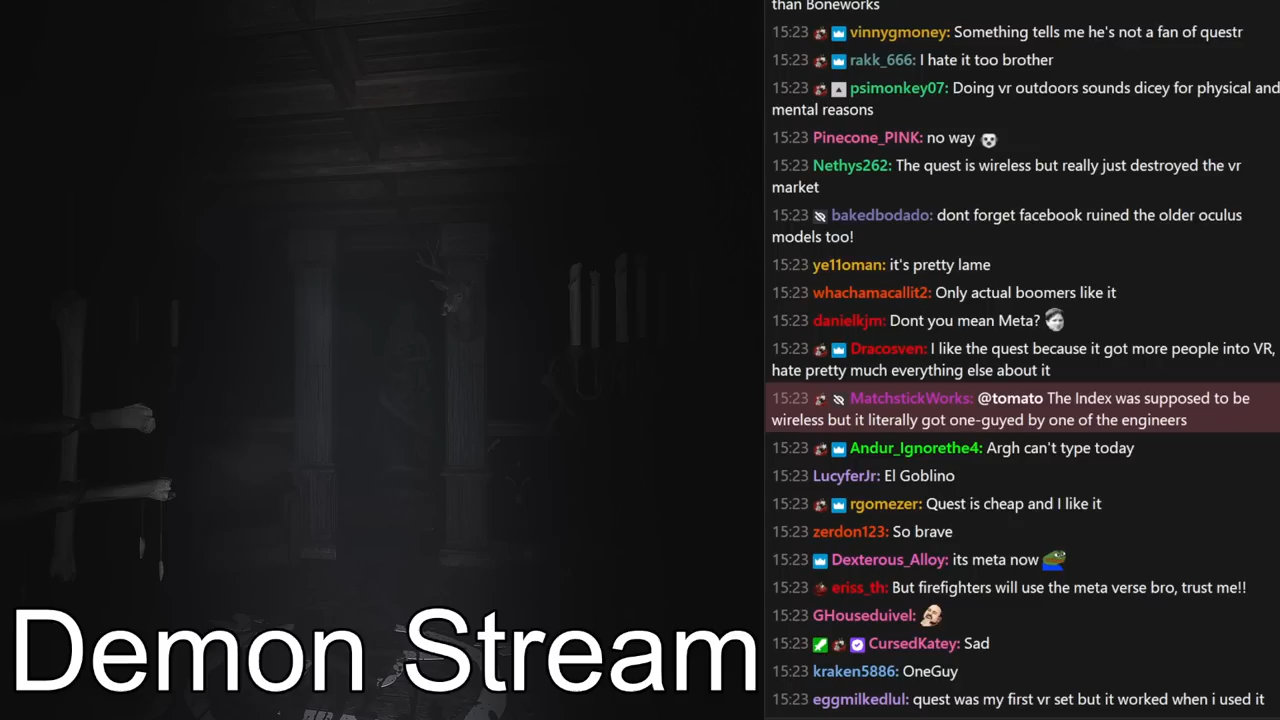 than Boneworks
15:23 vinnygmoney: Something tells me he's not a fan of questr
15:23 rakk_666: I hate it too brother
15:23 psimonkey07: Doing vr outdoors sounds dicey for physical and
mental reasons
15:23 Pinecone_PINK: no way
15:23 Nethys262: The quest is wireless but really just destroyed the vr
market
15:23 bakedbodado: dont forget facebook ruined the older oculus
models too!
15:23 ye11oman: it's pretty lame
15:23 whachamacallit2: Only actual boomers like it
15:23 danielkjm: Dont you mean Meta?
15:23 Dracosven: I like the quest because it got more people into VR,
hate pretty much everything else about it
15:23 MatchstickWorks: @tomato The Index was supposed to be
wireless but it literally got one-guyed by one of the engineers
15:23 Andur_Ignorethe4: Argh can't type today
15:23 LucyferJr: El Goblino
15:23 rgomezer: Quest is cheap and I like it
15:23 zerdon123: So brave
15:23 Dexterous_Alloy: its meta now
15:23 eriss_th: But firefighters will use the meta verse bro, trust me!!
15:23 GHouseduivel:
15:23 CursedKatey: Sad
15:23 kraken5886: OneGuy
15:23 eggmilkedlul: quest was my first vr set but it worked when i used it
Demon Stream